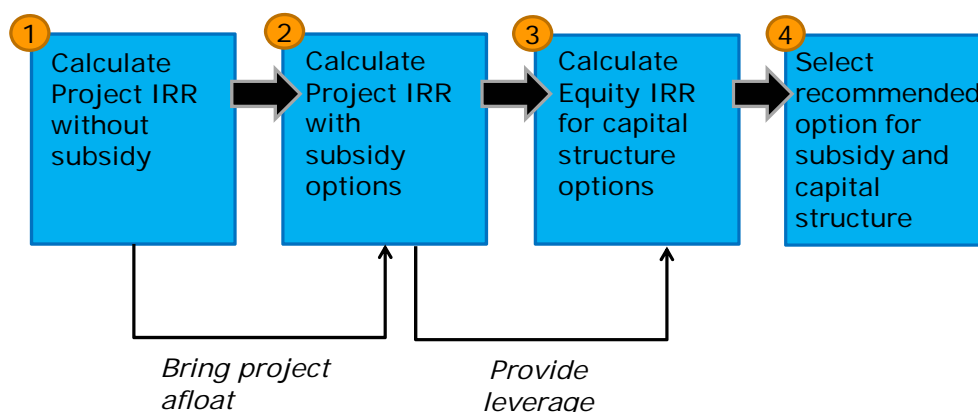 1
Calculate
Project IRR
without
subsidy
2
Calculate
Project IRR
with
subsidy
options
3
Calculate
Equity IRR
for capital
structure
options
4
Select
recommended
option for
subsidy and
capital
structure
Bring project
afloat
Provide
leverage